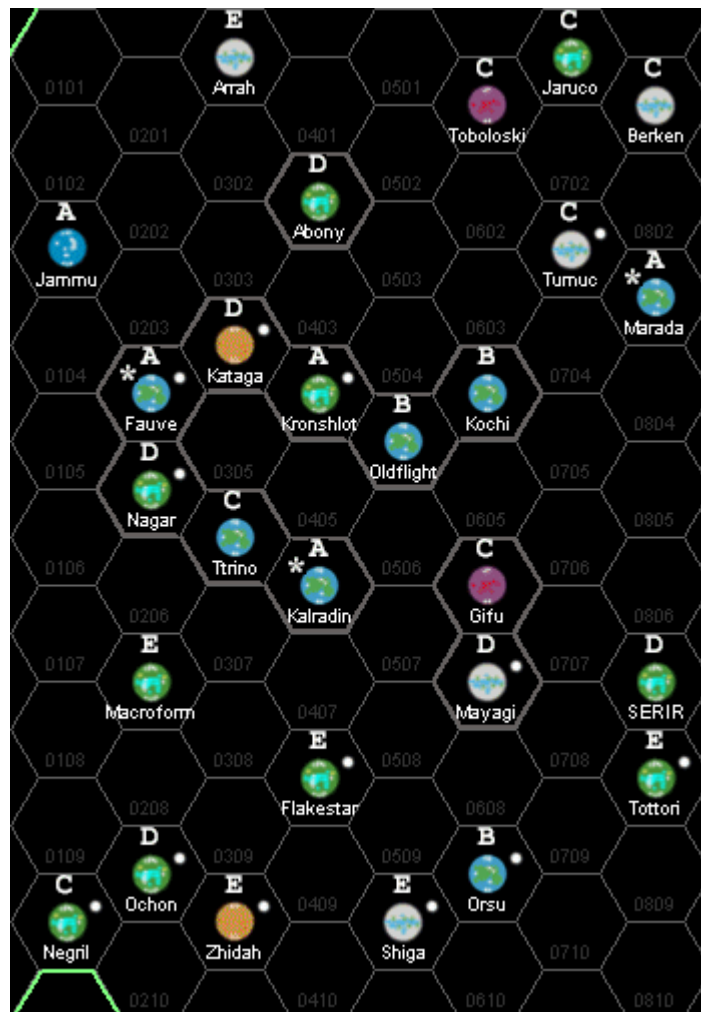 E
Arrah
C
Jaruco
0101
0501
C
Toboloski
C
Berken
0201
0401
D
Abony
0102
0302
0502
0702
A
Jammu
0202
0602
C
Tumuc
0802
* A
Marada
0303
0503
0203
D
Kataga
0403
0603
0104
* A
Fauve
A
Kronshlot
0504
B
Kochi
0704
B
Oldflight
0804
0105
D
Nagar
0305
0705
C
Ttrino
0405
0605
0805
0106
* A
Kalradin
0506
C
Gifu
0706
0206
0806
0107
E
Macroform
0307
0507
D
Mayagi
0707
D
SERIR
0407
0108
0308
E
Flakestar
0508
0708
E
Tottori
0208
0608
0109
D
Ochon
0309
0509
B
Orsu
0709
C
Negril
E
Zhidah
0409
E
Shiga
0809
0710
0210
0410
0610
0810